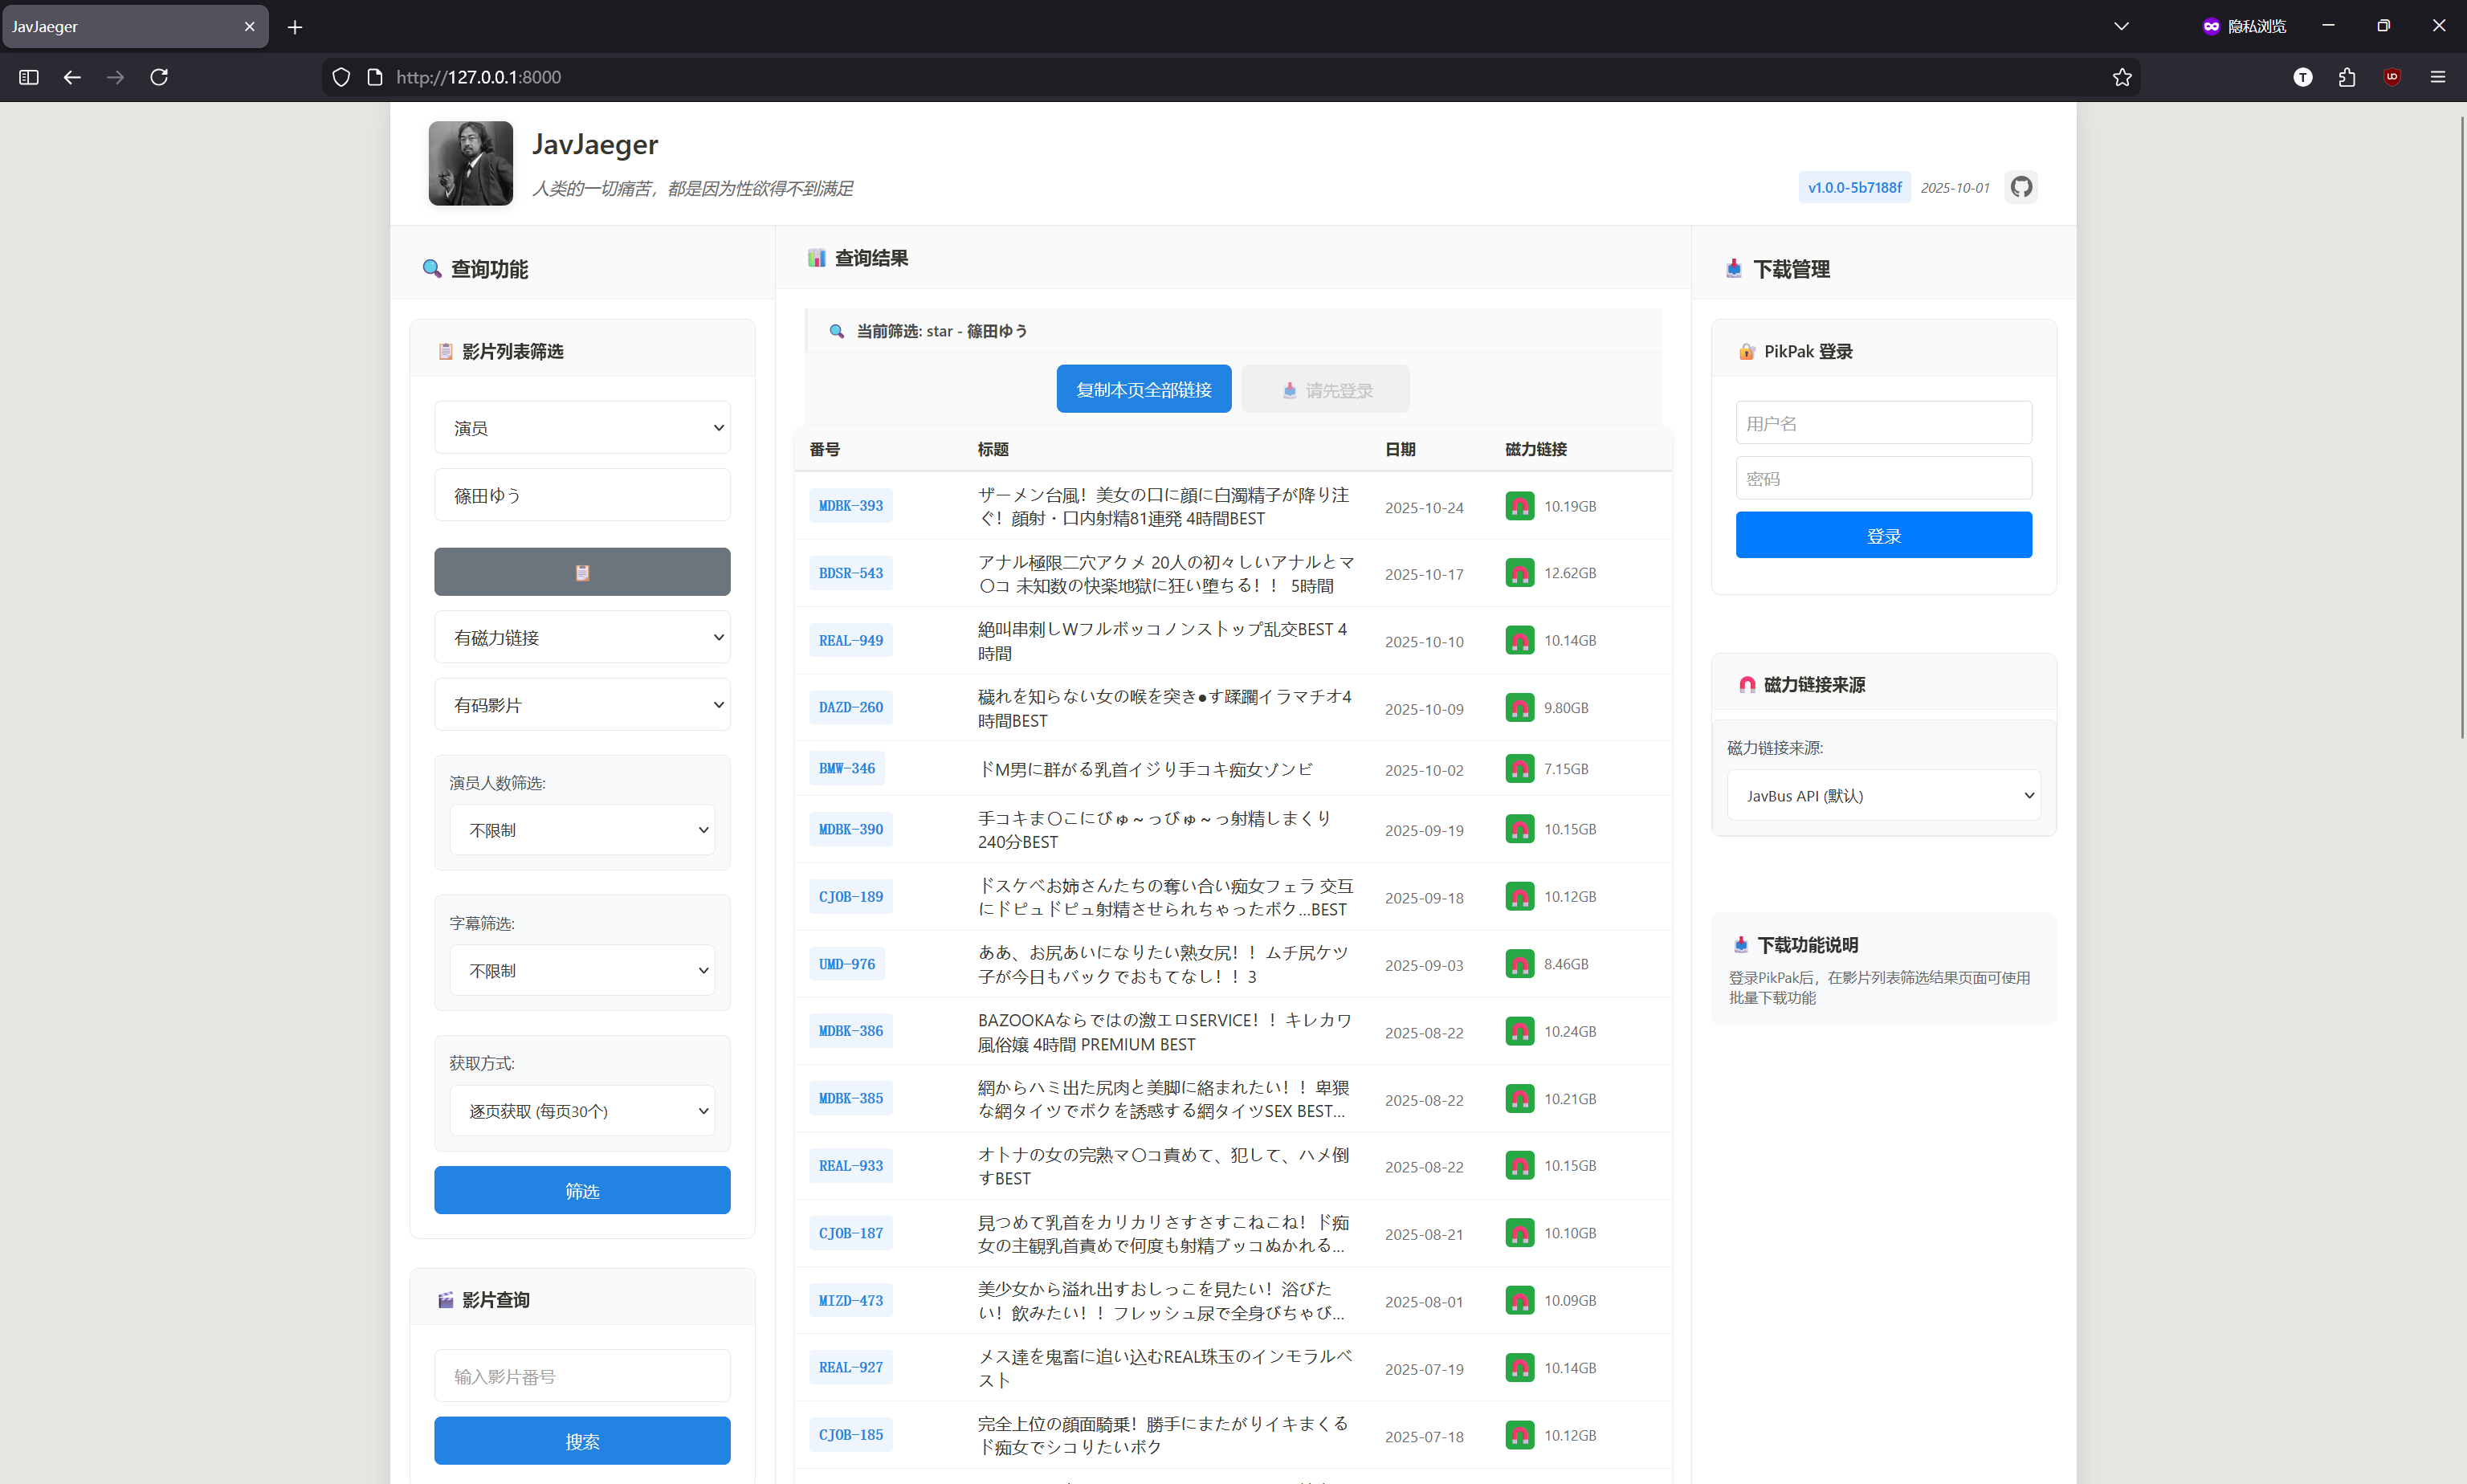 JavJaeger
隐私浏览
http://127.0.0.1:8000
JavJaeger
人类的一切痛苦，都是因为性欲得不到满足
v1.0.0-5b7188f
2025-10-01
查询功能
影片列表筛选
演员
篠田ゆう
有磁力链接
有码影片
演员人数筛选:
不限制
字幕筛选:
不限制
获取方式:
逐页获取 (每页30个)
筛选
影片查询
输入影片番号
搜索
查询结果
当前筛选: star - 篠田ゆう
复制本页全部链接
请先登录
番号 标题 日期 磁力链接
MDBK-393
ザーメン台風！美女の口に顔に白濁精子が降り注
ぐ！顔射・口内射精81連発 4時間BEST
2025-10-24
10.19GB
BDSR-543
アナル極限二穴アクメ 20人の初々しいアナルとマ
〇コ 未知数の快楽地獄に狂い堕ちる！！ 5時間
2025-10-17
12.62GB
REAL-949
絶叫串刺しWフルボッコノンストップ乱交BEST 4
時間
2025-10-10
10.14GB
DAZD-260
穢れを知らない女の喉を突き●す蹂躙イラマチオ4
時間BEST
2025-10-09
9.80GB
BMW-346
ドM男に群がる乳首イジり手コキ痴女ゾンビ
2025-10-02
7.15GB
MDBK-390
手コキま〇こにびゅ～っびゅ～っ射精しまくり
240分BEST
2025-09-19
10.15GB
CJOB-189
ドスケベお姉さんたちの奪い合い痴女フェラ 交互
にドピュドピュ射精させられちゃったボク…BEST
2025-09-18
10.12GB
UMD-976
ああ、お尻あいになりたい熟女尻！！ムチ尻ケツ
子が今日もバックでおもてなし！！3
2025-09-03
8.46GB
MDBK-386
BAZOOKAならではの激エロSERVICE！！キレカワ
風俗嬢 4時間 PREMIUM BEST
2025-08-22
10.24GB
MDBK-385
網からハミ出た尻肉と美脚に絡まれたい！！卑猥
な網タイツでボクを誘惑する網タイツSEX BEST...
2025-08-22
10.21GB
REAL-933
オトナの女の完熟マ〇コ責めて、犯して、ハメ倒
すBEST
2025-08-22
10.15GB
CJOB-187
見つめて乳首をカリカリさすさすこねこね！ド痴
女の主観乳首責めで何度も射精ブッコぬかれる...
2025-08-21
10.10GB
MIZD-473
美少女から溢れ出すおしっこを見たい！浴びた
い！飲みたい！！フレッシュ尿で全身びちゃび...
2025-08-01
10.09GB
REAL-927
メス達を鬼畜に追い込むREAL珠玉のインモラルベ
スト
2025-07-19
10.14GB
CJOB-185
完全上位の顔面騎乗！勝手にまたがりイキまくる
ド痴女でシコりたいボク
2025-07-18
10.12GB
下载管理
PikPak 登录
用户名
密码
登录
磁力链接来源
磁力链接来源:
JavBus API (默认)
下载功能说明
登录PikPak后，在影片列表筛选结果页面可使用
批量下载功能